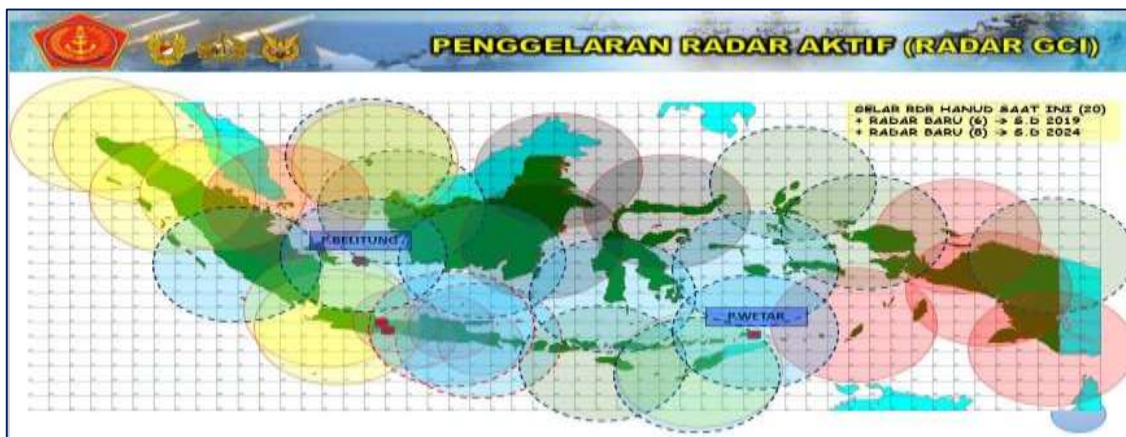 PENGGELARAN RADAR AKTIF (RADAR GCI)
GELAR RDR HANUD SAAT INI (20)
+ RADAR BARU (6) -> S.D 2019
+ RADAR BARU (8) -> S.D 2024
P.BELITUNG
P.WETAR